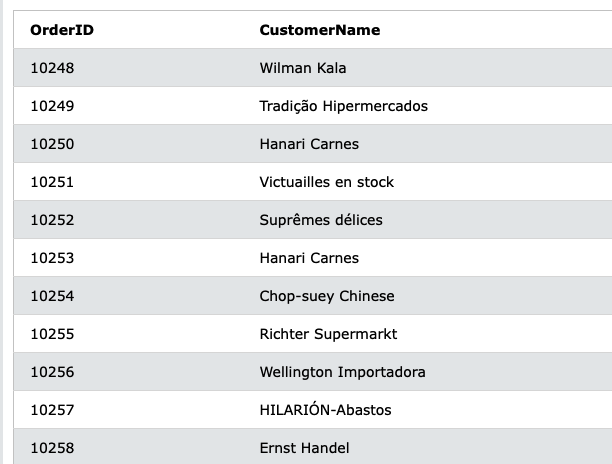 OrderID CustomerName
10248 Wilman Kala
10249 Tradição Hipermercados
10250 Hanari Carnes
10251 Victuailles en stock
10252 Suprêmes délices
10253 Hanari Carnes
10254 Chop-suey Chinese
10255 Richter Supermarkt
10256 Wellington Importadora
10257 HILARIÓN-Abastos
10258 Ernst Handel